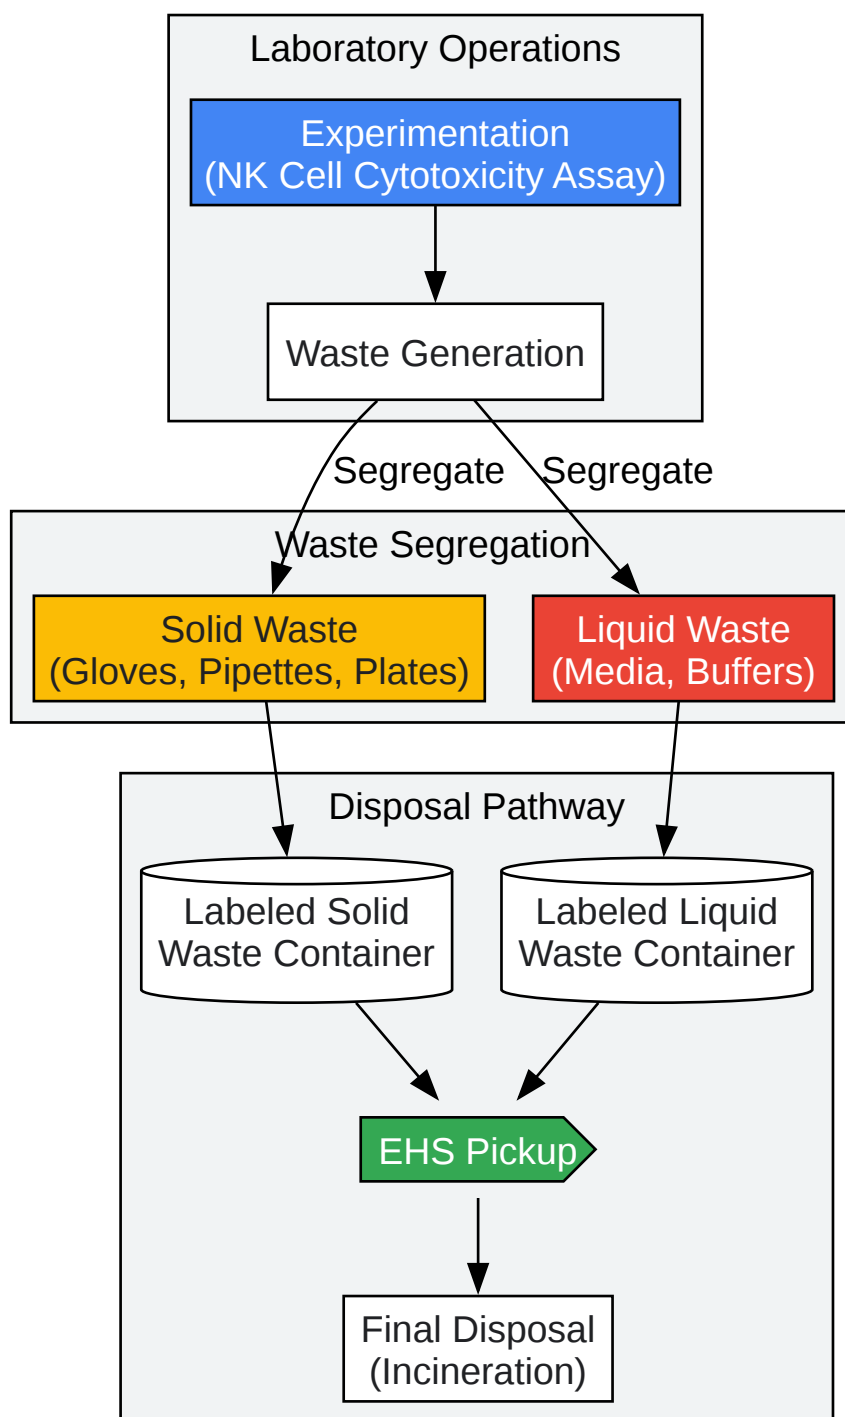 Laboratory Operations
Experimentation
(NK Cell Cytotoxicity Assay)
Waste Generation
Segregate
Segregate
Waste Segregation
Solid Waste
(Gloves, Pipettes, Plates)
Liquid Waste
(Media, Buffers)
Disposal Pathway
Labeled Solid
Waste Container
Labeled Liquid
Waste Container
EHS Pickup
Final Disposal
(Incineration)